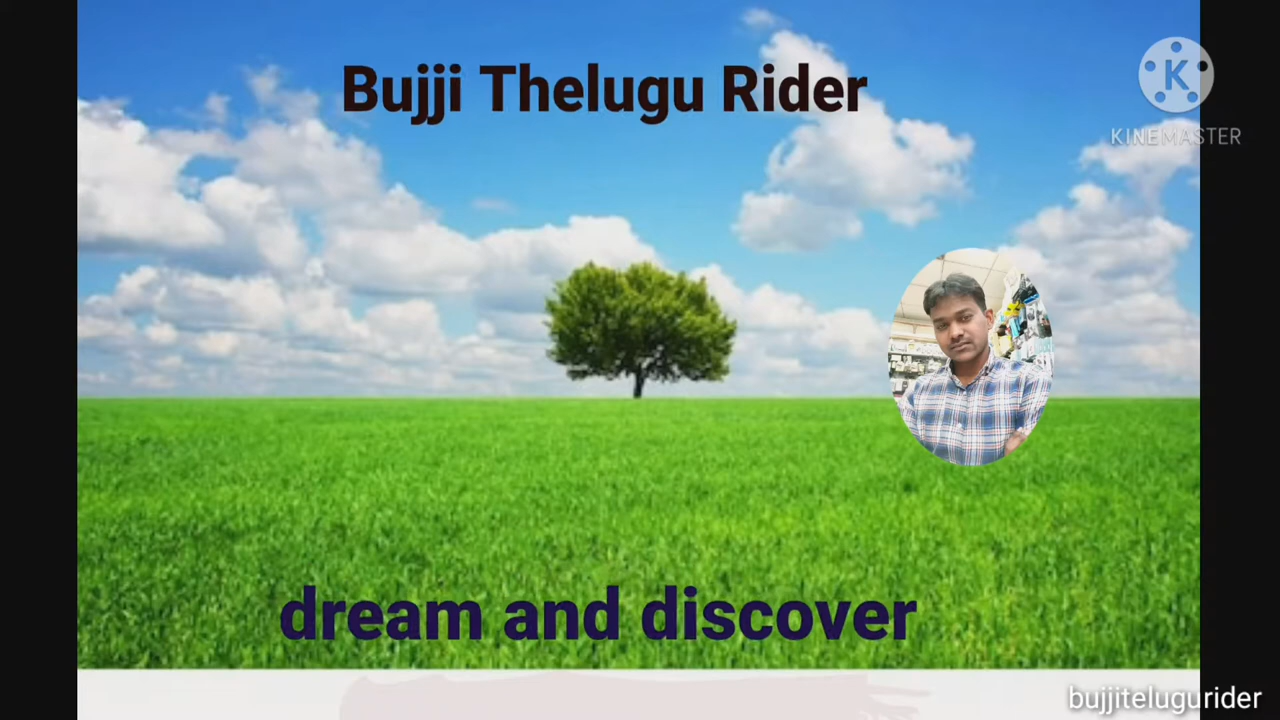 Bujji Thelugu Rider
K
KINEMASTER
dream and discover
bujjitelugurider